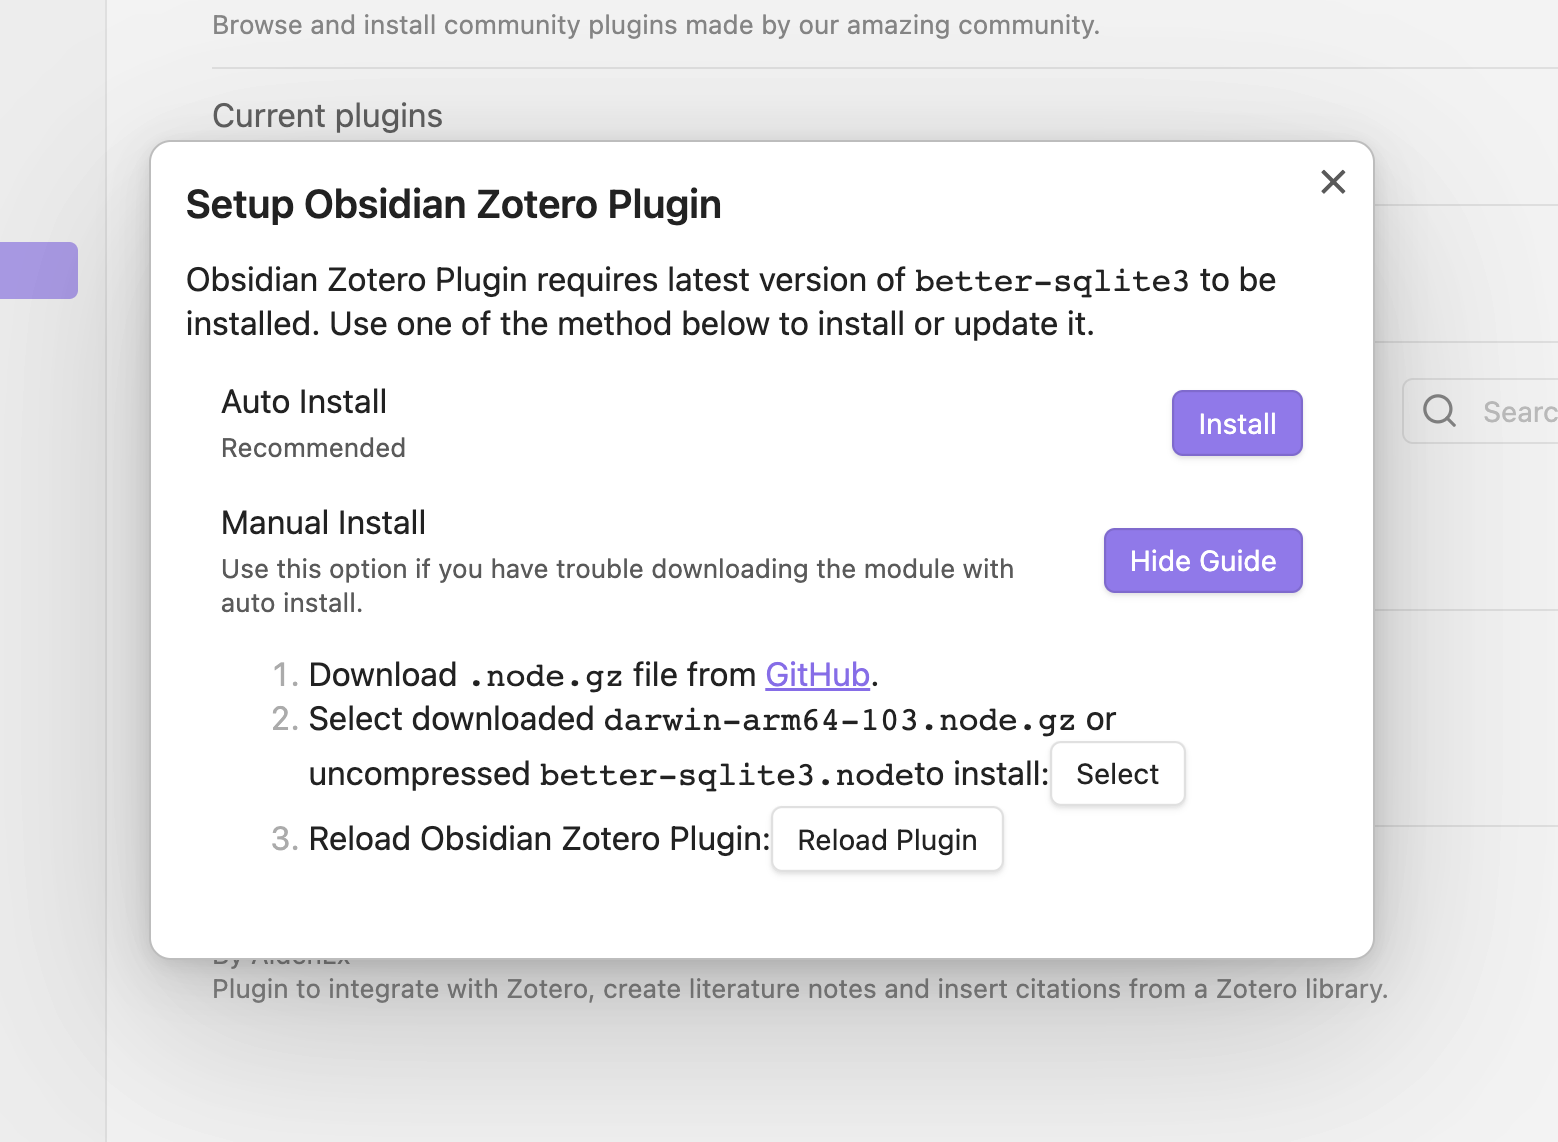 Browse and install community plugins made by our amazing community.
Current plugins
Setup Obsidian Zotero Plugin
Obsidian Zotero Plugin requires latest version of better-sqlite3 to be
installed. Use one of the method below to install or update it.
Auto Install
Install
Recommended
Searc
Manual Install
Use this option if you have trouble downloading the module with
auto install.
Hide Guide
1. Download .node.gz file from GitHub.
2. Select downloaded darwin-arm64-103.node.gz or
uncompressed better-sqlite3.nodeto install: Select
3. Reload Obsidian Zotero Plugin: Reload Plugin
Plugin to integrate with Zotero, create literature notes and insert citations from a Zotero library.